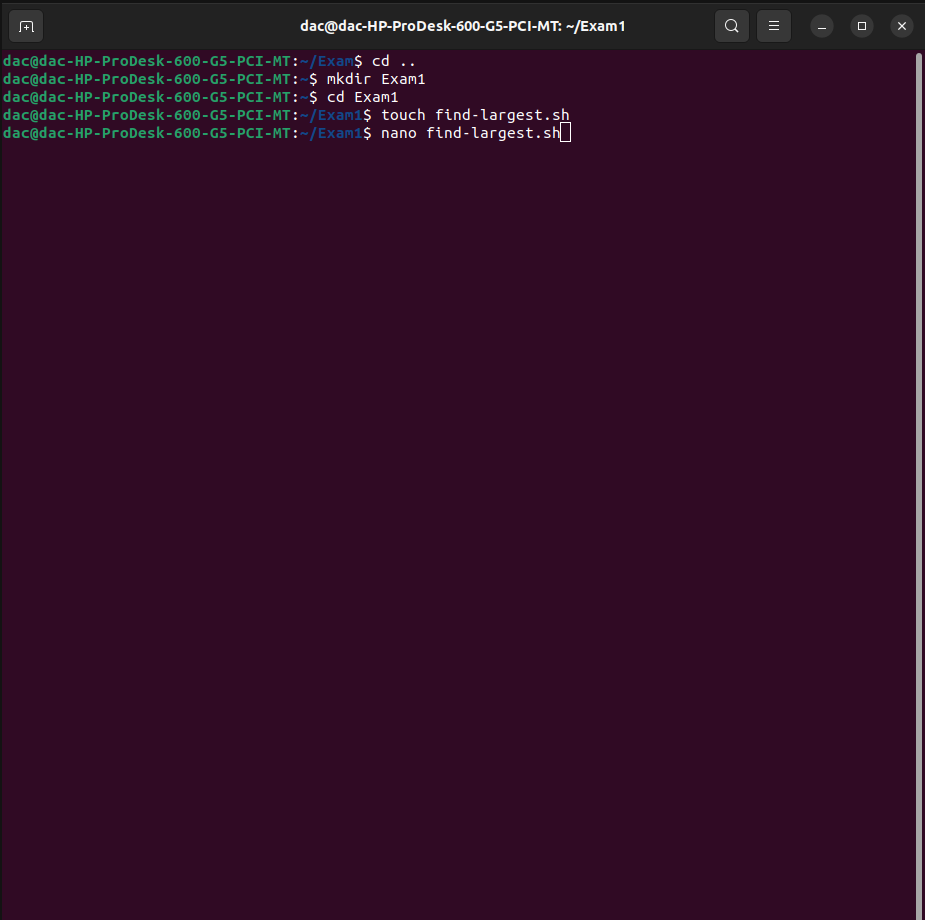 dac@dac-HP-ProDesk-600-G5-PCI-MT: ~/Exam1
dac@dac-HP-ProDesk-600-G5-PCI-MT:~/Exam$ cd ..
dac@dac-HP-ProDesk-600-G5-PCI-MT:~$ mkdir Exam1
dac@dac-HP-ProDesk-600-G5-PCI-MT:~$ cd Exam1
dac@dac-HP-ProDesk-600-G5-PCI-MT:~/Exam1$ touch find-largest.sh
dac@dac-HP-ProDesk-600-G5-PCI-MT:~/Exam1$ nano find-largest.sh